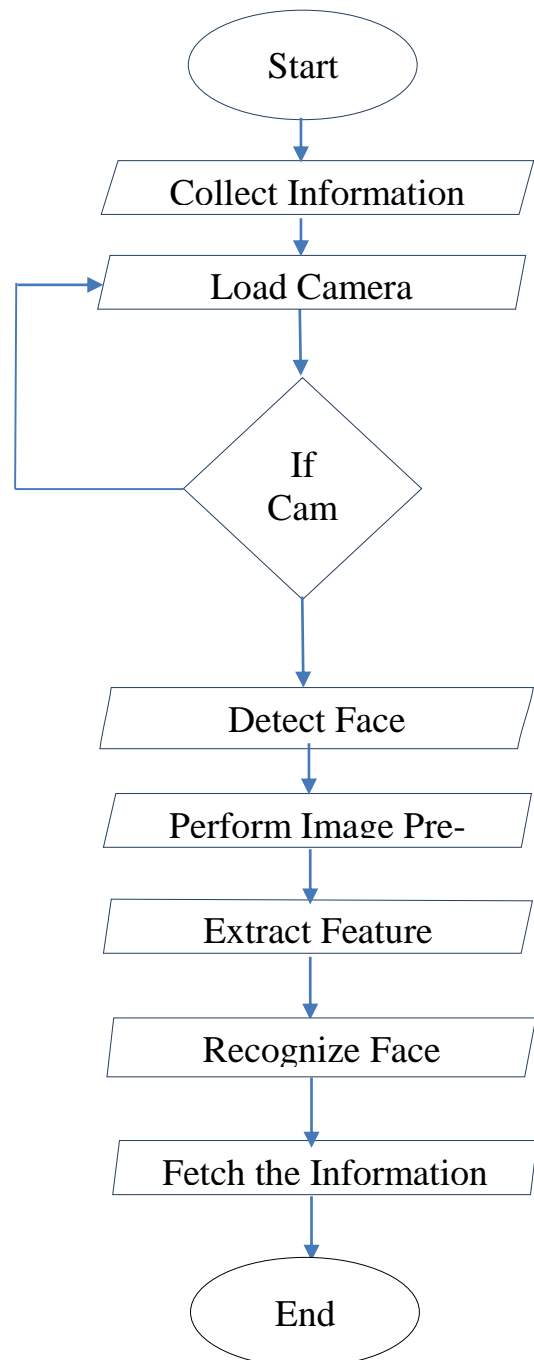 Start
Collect Information
Load Camera
If
Cam
Detect Face
Perform Image Pre-
Extract Feature
Recognize Face
Fetch the Information
End